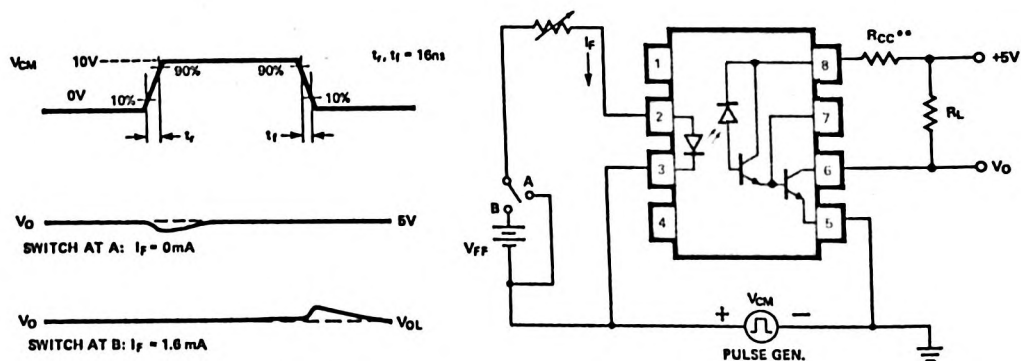 VCM 10V 90% 90% tr, tf = 16ns
0V 10% 10%
tr tf
VO 5V
SWITCH AT A: IF = 0mA
VO VOL
SWITCH AT B: IF = 1.6 mA
IF
A
B
VFF
1
2
3
4
8
7
6
5
RCC**
+5V
RL
VO
VCM
+ −
PULSE GEN.